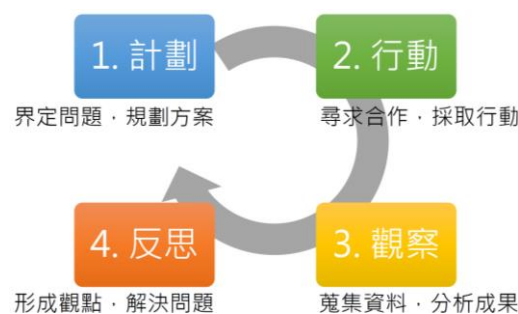 1. 計劃
界定問題．規劃方案
2. 行動
尋求合作．採取行動
3. 觀察
蒐集資料．分析成果
4. 反思
形成觀點．解決問題